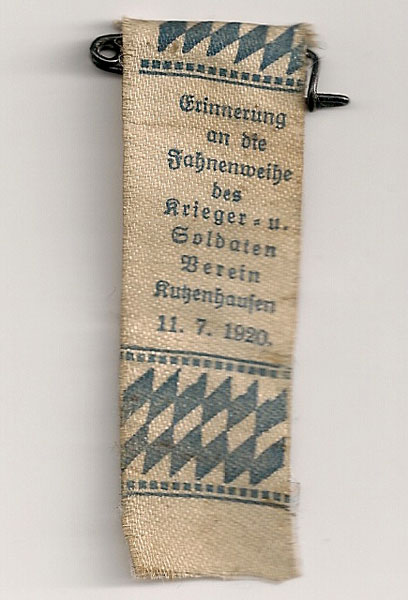 Erinnerung
an die
Fahnenweihe
des
Krieger- u.
Soldaten
Verein
Kutzenhausen
11. 7. 1920.